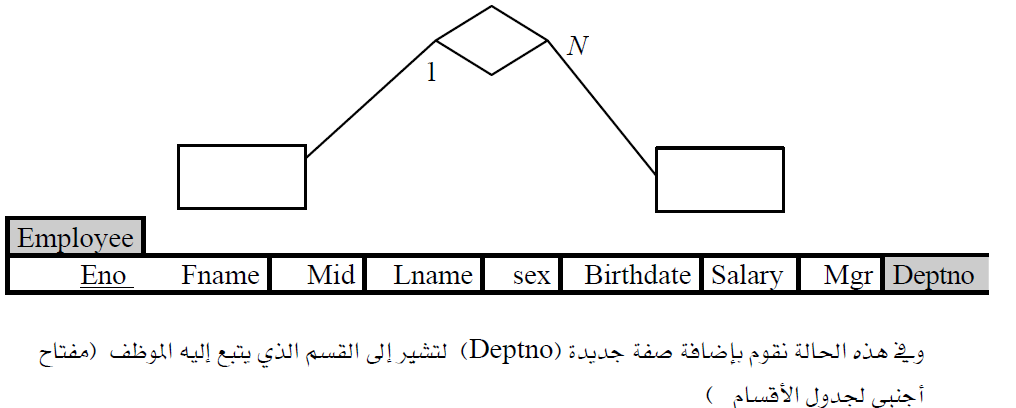 N
1
Employee
Eno Fname Mid Lname sex Birthdate Salary Mgr Deptno
وفي هذه الحالة نقوم بإضافة صفة جديدة (Deptno) لتشير إلى القسم الذي يتبع إليه الموظف (مفتاح
أجنبي لجدول الأقسام )